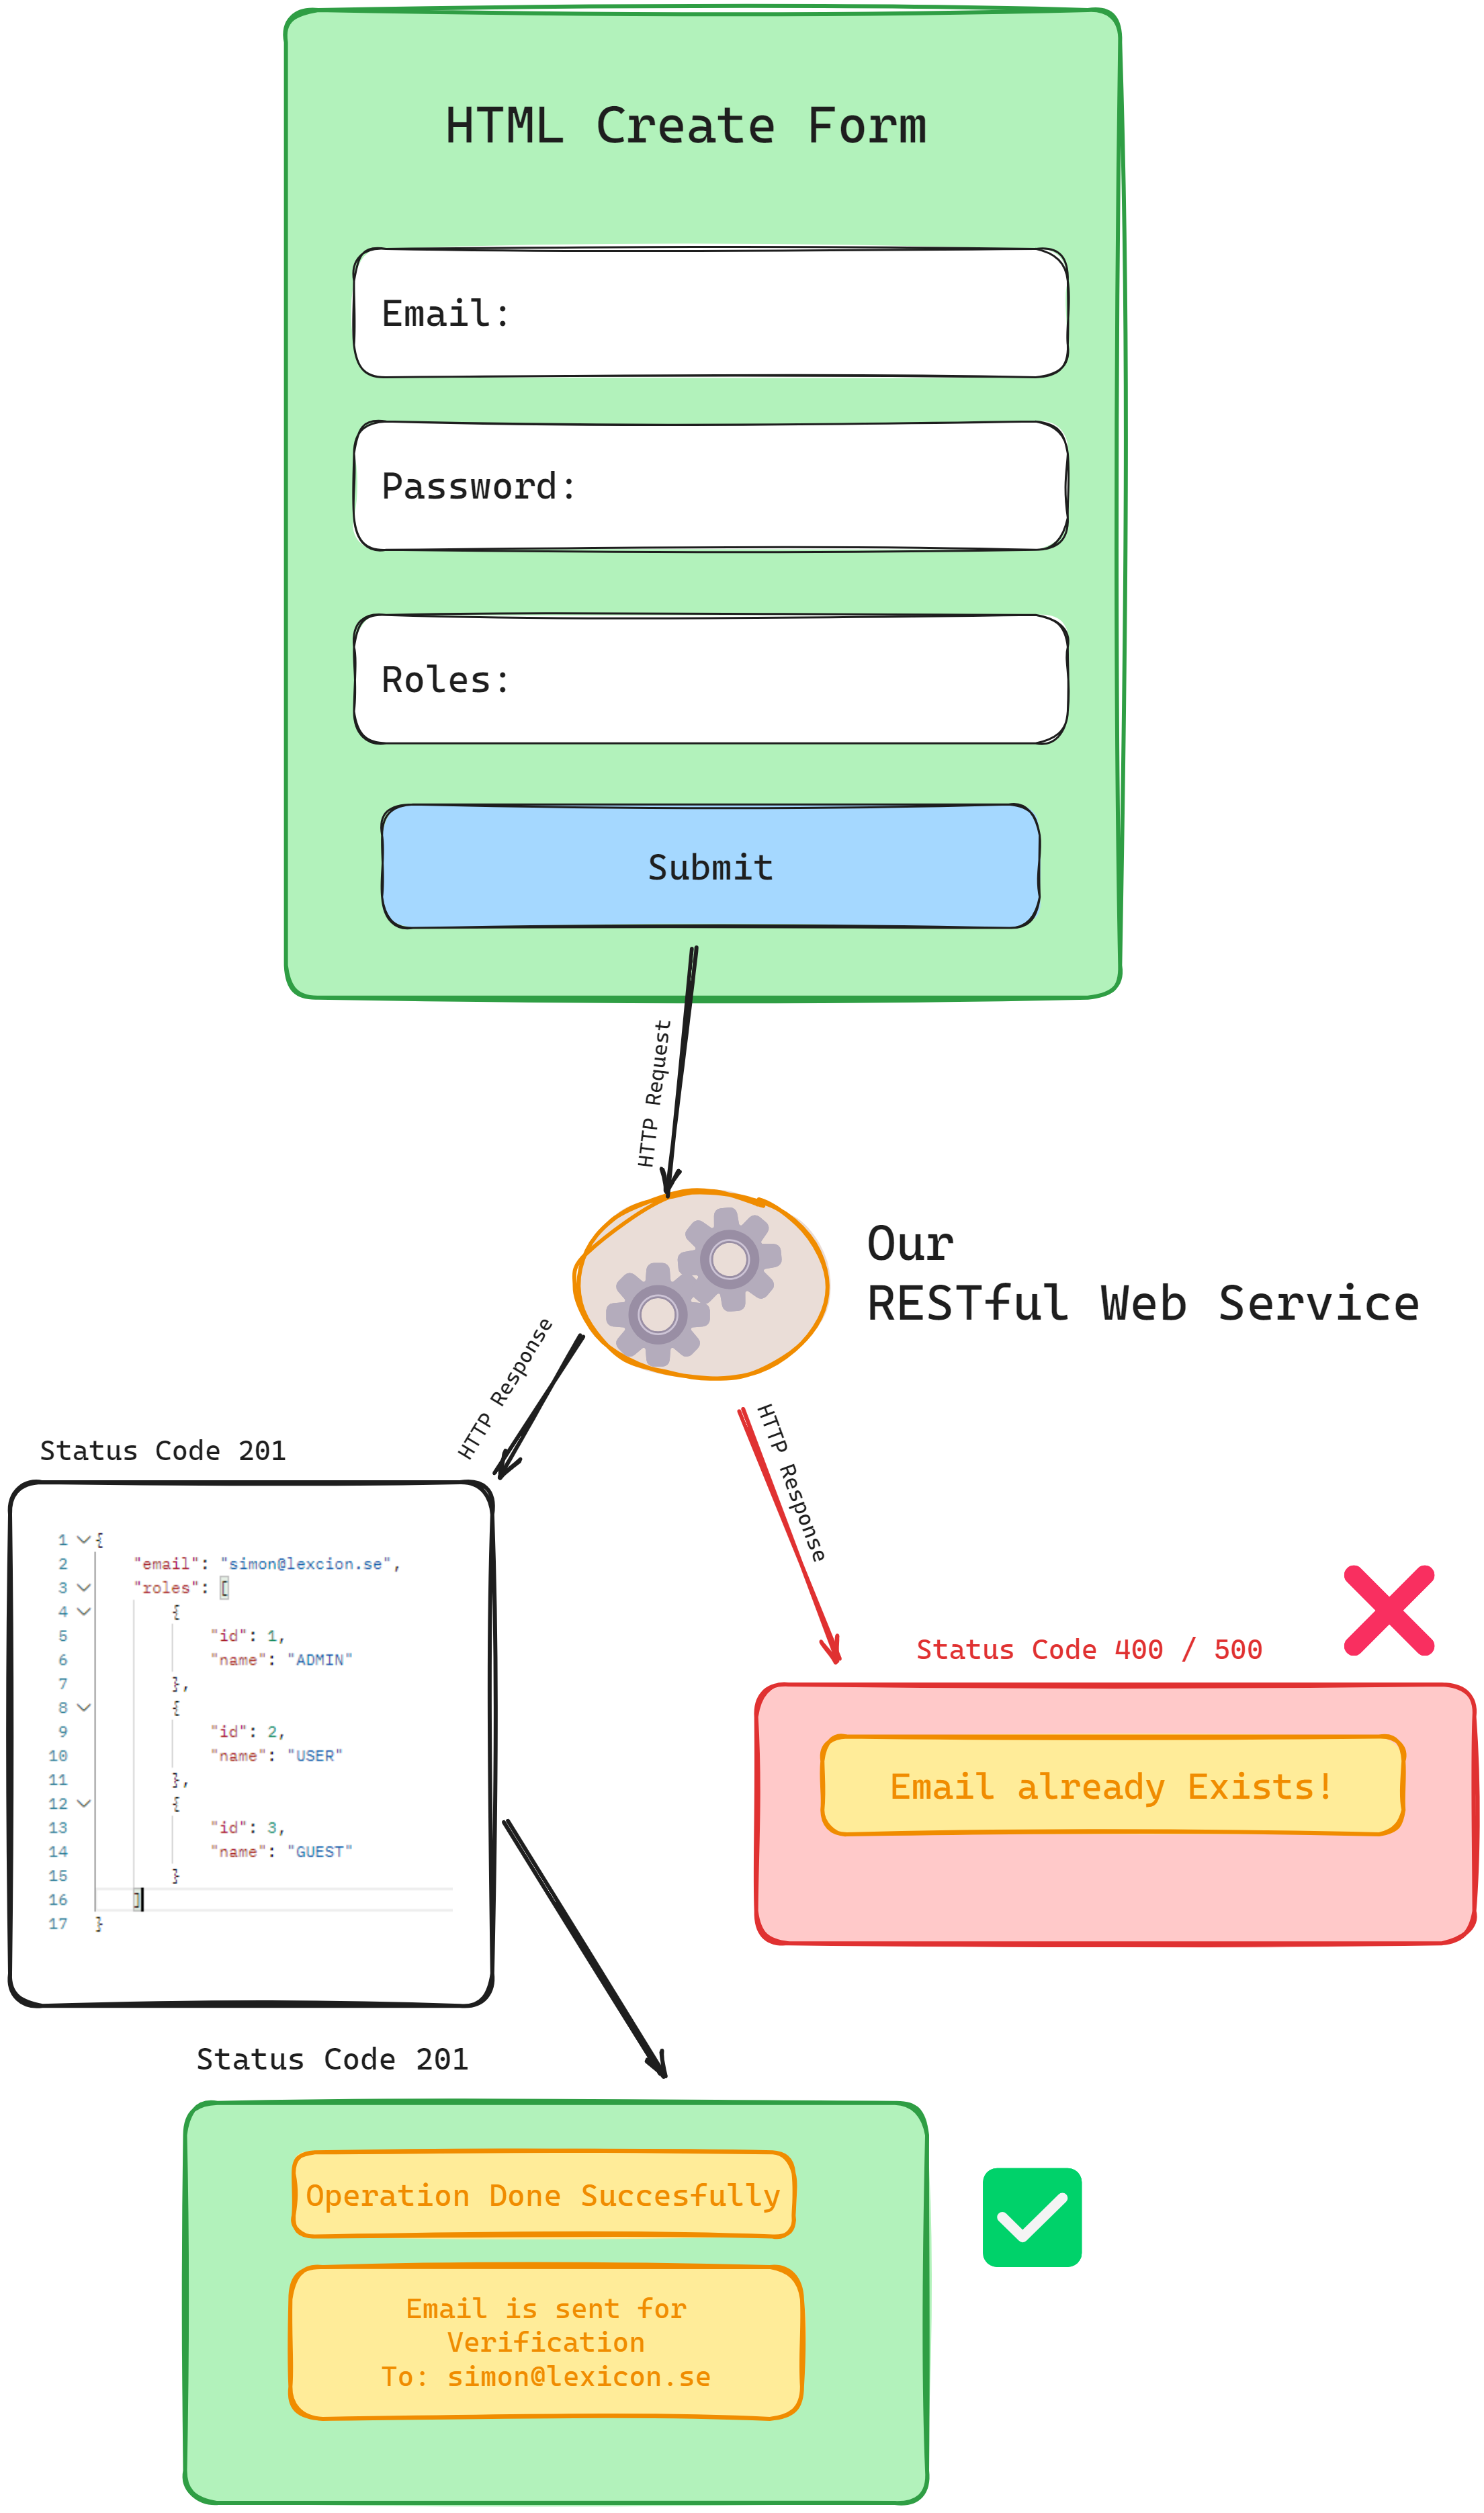 HTML Create Form
Email:
Password:
Roles:
Submit
HTTP Request
Our
RESTful Web Service
HTTP Response
HTTP Response
Status Code 201
1 {
2 "email": "simon@lexcion.se",
3 "roles": [
4 {
5 "id": 1,
6 "name": "ADMIN"
7 },
8 {
9 "id": 2,
10 "name": "USER"
11 },
12 {
13 "id": 3,
14 "name": "GUEST"
15 }
16 ]
17 }
Status Code 400 / 500
Email already Exists!
Status Code 201
Operation Done Succesfully
Email is sent for
Verification
To: simon@lexicon.se